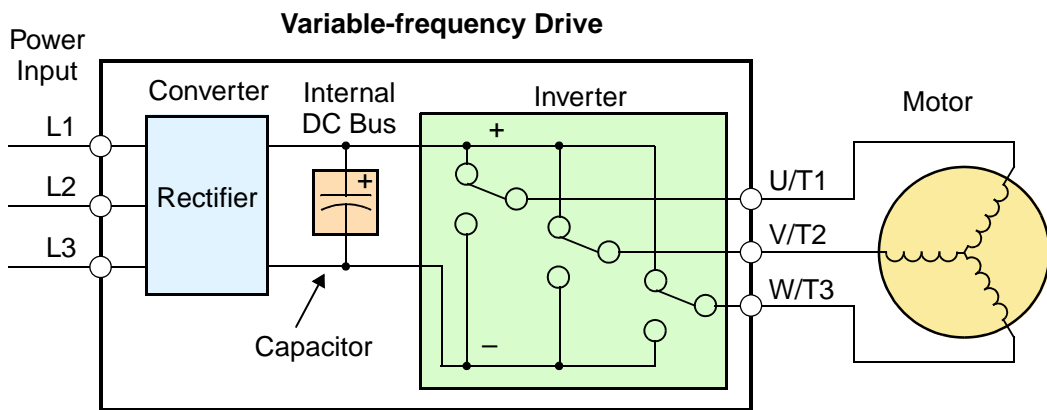 Variable-frequency Drive
Power
Input
Converter
Internal
DC Bus
Inverter
Motor
L1
L2
L3
Rectifier
+
+
–
U/T1
V/T2
W/T3
Capacitor